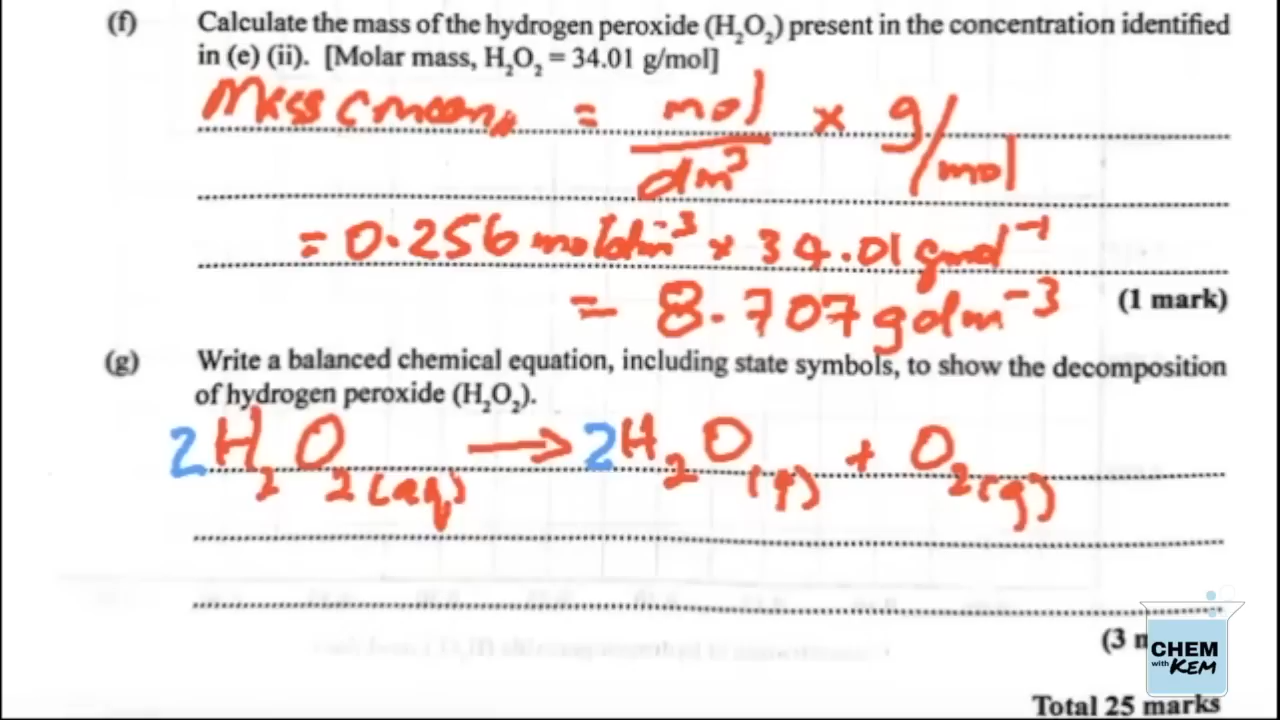 (f) Calculate the mass of the hydrogen peroxide (H₂O₂) present in the concentration identified
in (e) (ii). [Molar mass, H₂O₂ = 34.01 g/mol]
Mass = mol/dm³ × g/mol
= 0.256 moldm⁻³ × 34.01 gmol⁻¹
= 8.707 gdm⁻³ (1 mark)
(g) Write a balanced chemical equation, including state symbols, to show the decomposition
of hydrogen peroxide (H₂O₂).
2H₂O₂(aq) → 2H₂O + O₂(g)
(3
CHEM
with KEM
Total 25 marks